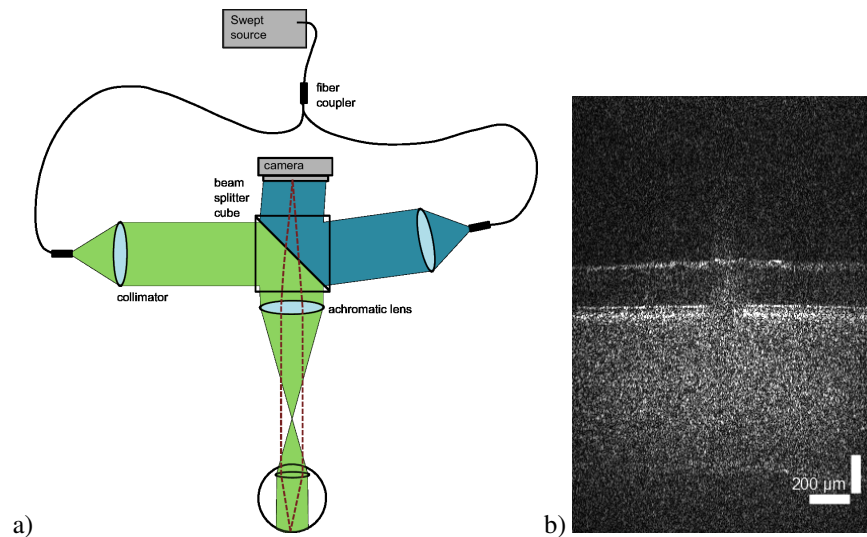 Swept
source
fiber
coupler
camera
beam
splitter
cube
collimator
achromatic lens
200 µm
a)
b)